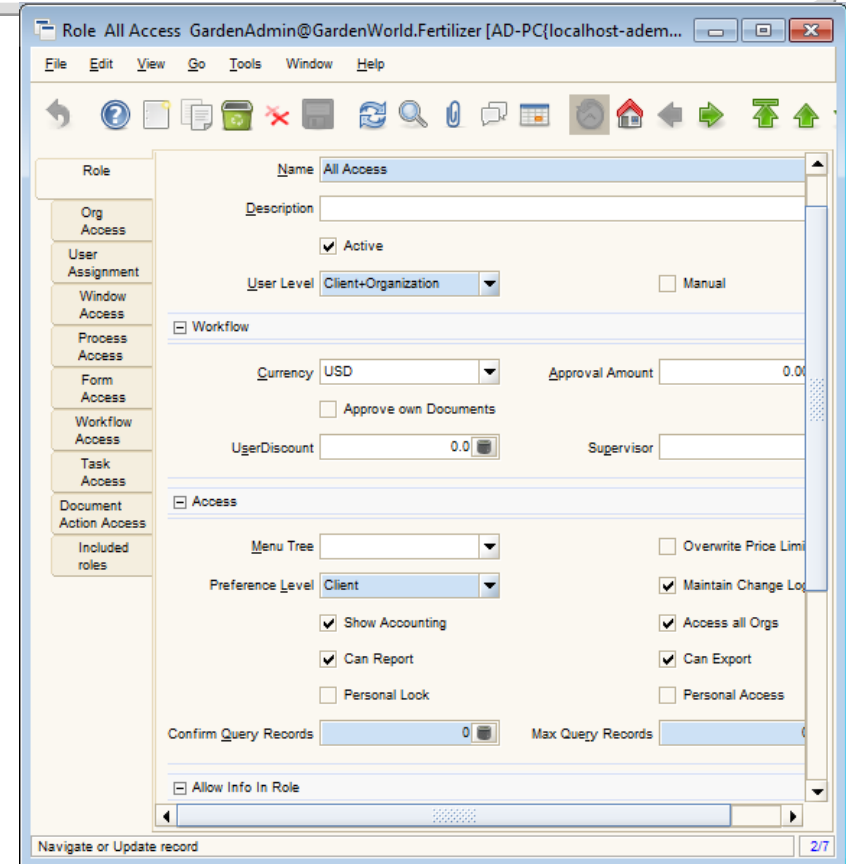 Role All Access GardenAdmin@GardenWorld.Fertilizer [AD-PC{localhost-adem...
File Edit View Go Tools Window Help
Role
Org
Access
User
Assignment
Window
Access
Process
Access
Form
Access
Workflow
Access
Task
Access
Document
Action Access
Included
roles
Name All Access
Description
Active
User Level Client+Organization Manual
Workflow
Currency USD Approval Amount 0.00
Approve own Documents
UserDiscount 0.0 Supervisor
Access
Menu Tree Overwrite Price Limi
Preference Level Client Maintain Change Log
Show Accounting Access all Orgs
Can Report Can Export
Personal Lock Personal Access
Confirm Query Records 0 Max Query Records 0
Allow Info In Role
Navigate or Update record 2/7